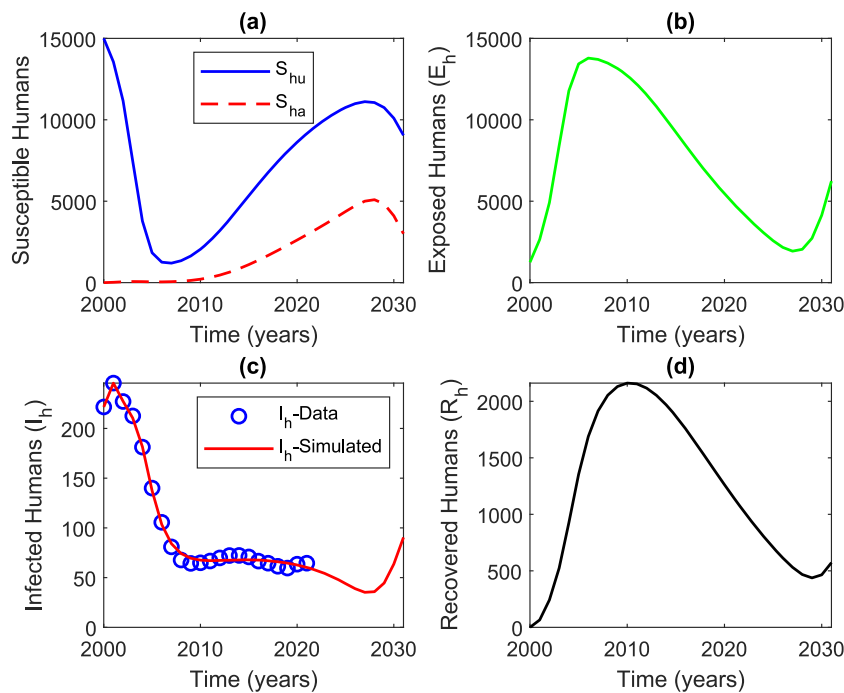 (a)
Susceptible Humans
15000
10000
5000
0
S_hu
S_ha
2000
2010
2020
2030
Time (years)
(b)
Exposed Humans (E_h)
15000
10000
5000
0
2000
2010
2020
2030
Time (years)
(c)
Infected Humans (I_h)
200
150
100
50
0
I_h-Data
I_h-Simulated
2000
2010
2020
2030
Time (years)
(d)
Recovered Humans (R_h)
2000
1500
1000
500
0
2000
2010
2020
2030
Time (years)